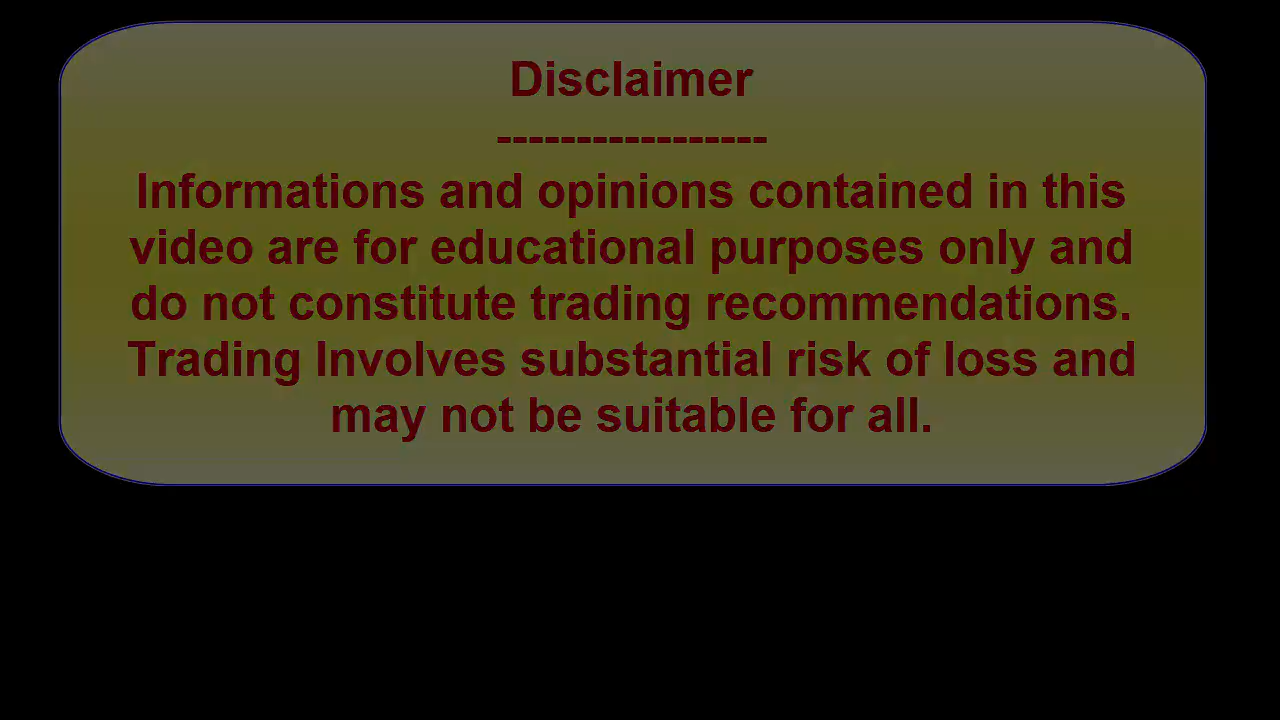 Disclaimer
-----------------
Informations and opinions contained in this
video are for educational purposes only and
do not constitute trading recommendations.
Trading Involves substantial risk of loss and
may not be suitable for all.